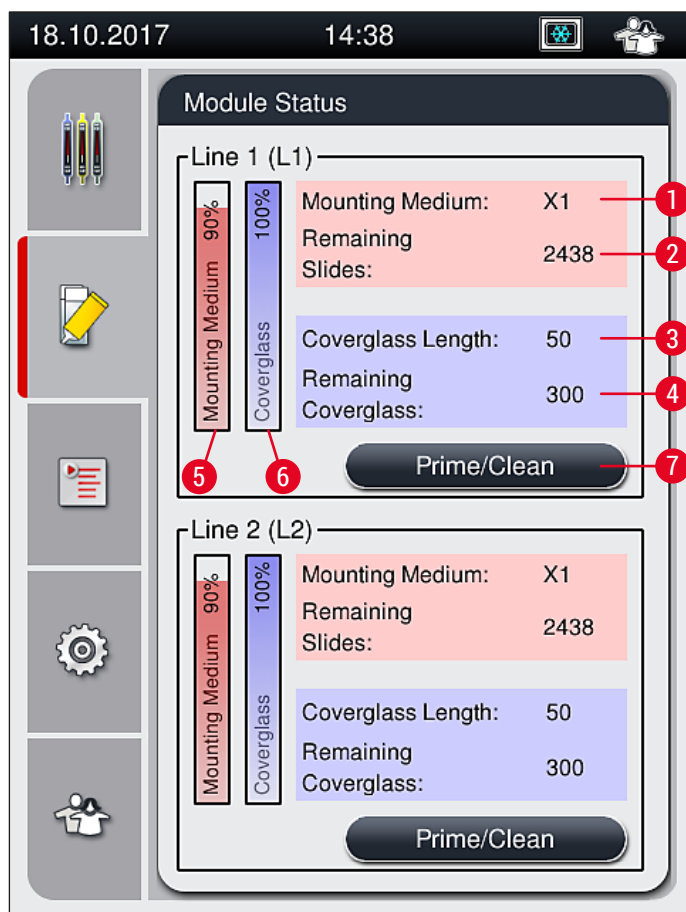 18.10.2017 14:38
Module Status
Line 1 (L1)
Mounting Medium 90%
Coverglass 100%
Mounting Medium: X1 1
Remaining
Slides: 2438 2
Coverglass Length: 50 3
Remaining
Coverglass: 300 4
5 6
Prime/Clean 7
Line 2 (L2)
Mounting Medium 90%
Coverglass 100%
Mounting Medium: X1
Remaining
Slides: 2438
Coverglass Length: 50
Remaining
Coverglass: 300
Prime/Clean